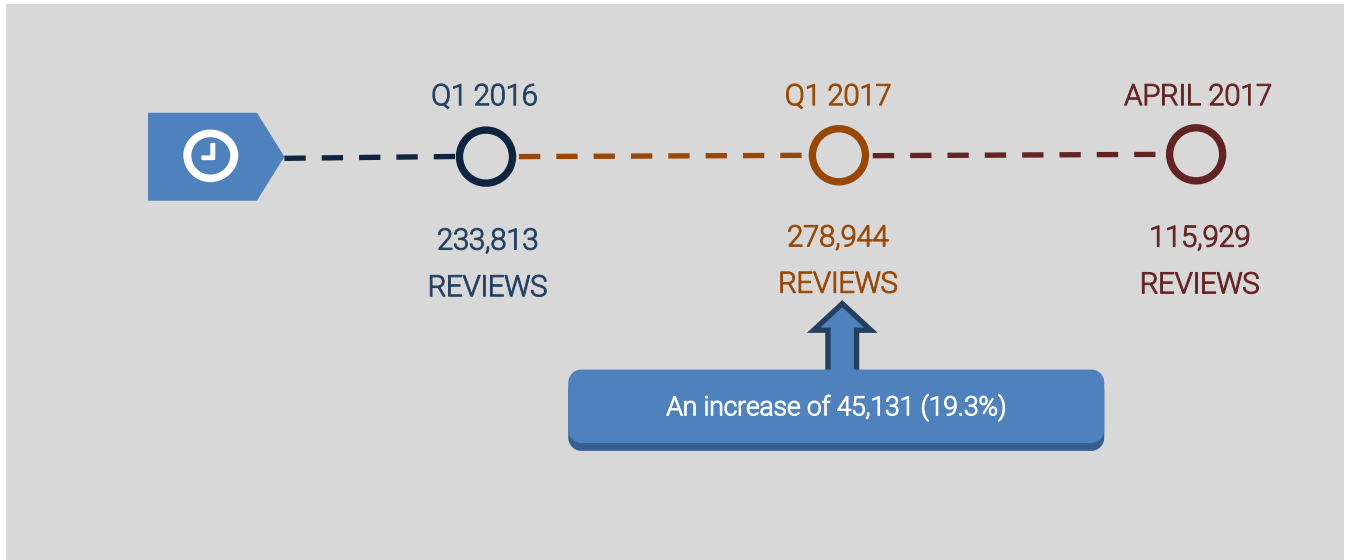 Q1 2016
Q1 2017
APRIL 2017
233,813
REVIEWS
278,944
REVIEWS
115,929
REVIEWS
An increase of 45,131 (19.3%)